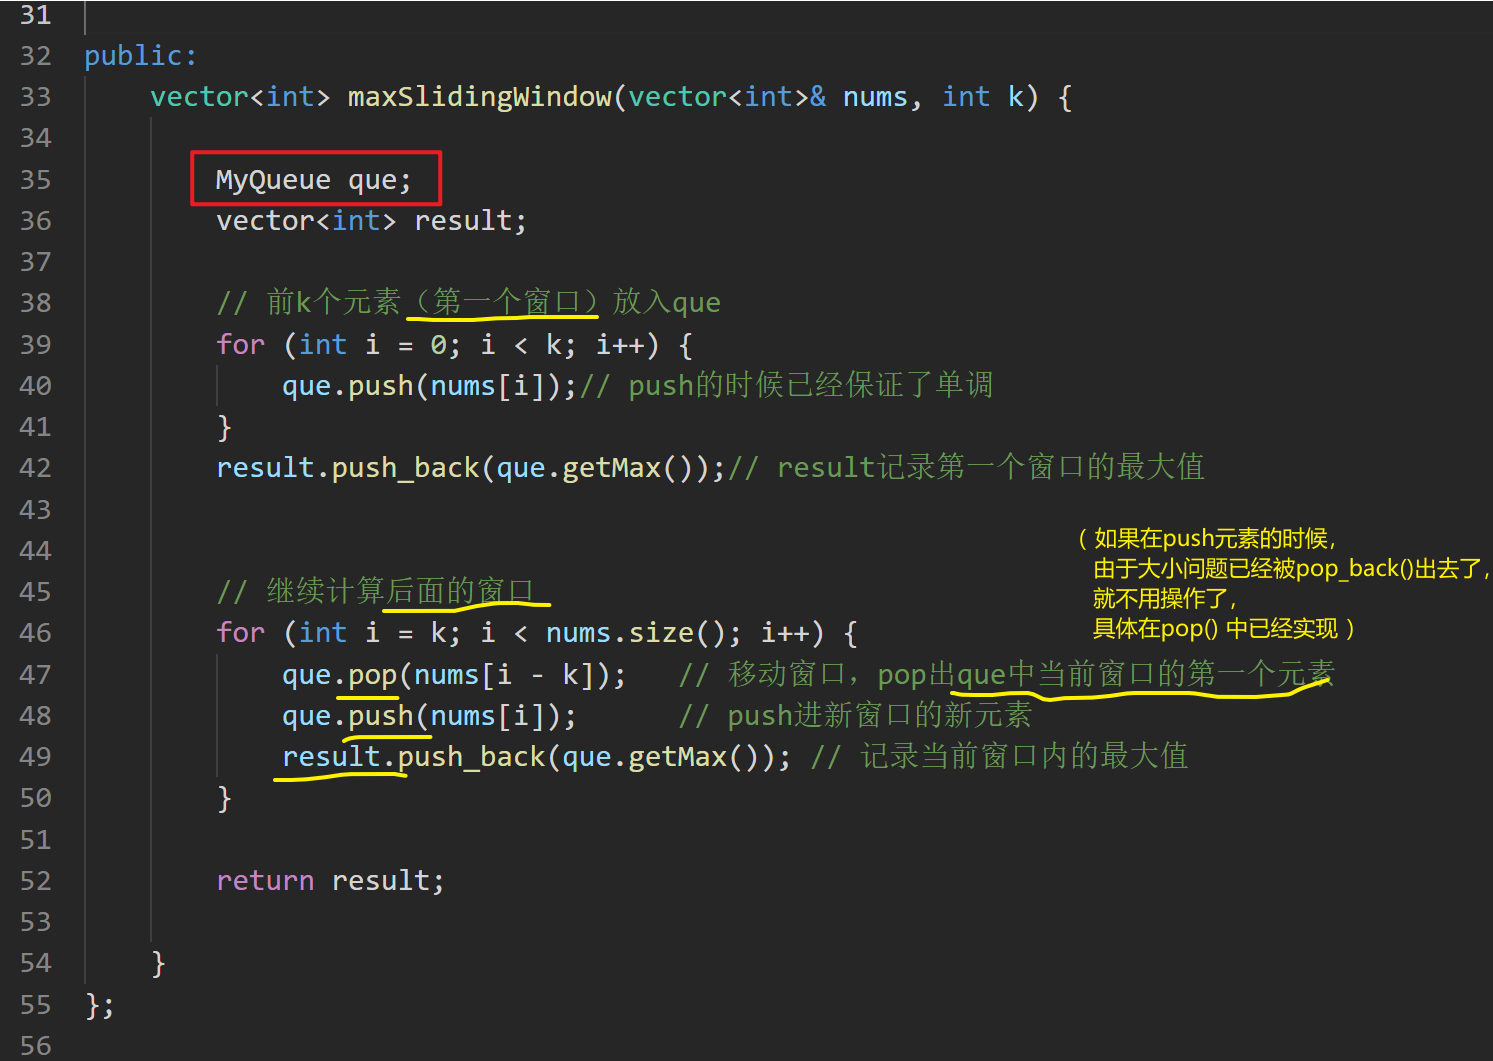 31
32 public:
33 vector<int> maxSlidingWindow(vector<int>& nums, int k) {
34
35 MyQueue que;
36 vector<int> result;
37
38 // 前k个元素（第一个窗口）放入que
39 for (int i = 0; i < k; i++) {
40 que.push(nums[i]);// push的时候已经保证了单调
41 }
42 result.push_back(que.getMax());// result记录第一个窗口的最大值
43
（如果在push元素的时候，
44
由于大小问题已经被pop_back()出去了，
45 // 继续计算后面的窗口
就不用操作了，
46 for (int i = k; i < nums.size(); i++) {
具体在pop() 中已经实现 ）
47 que.pop(nums[i - k]); // 移动窗口，pop出que中当前窗口的第一个元素
48 que.push(nums[i]); // push进新窗口的新元素
49 result.push_back(que.getMax()); // 记录当前窗口内的最大值
50 }
51
52 return result;
53
54 }
55 };
56